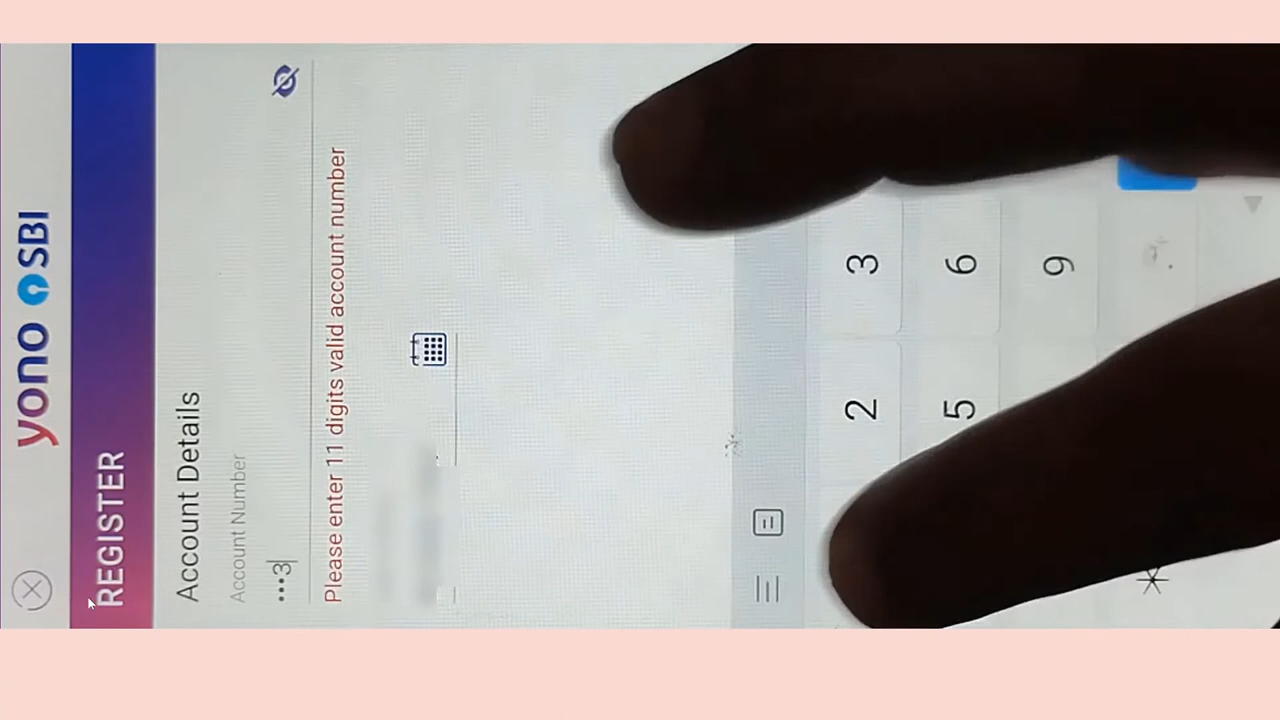 yono SBI
REGISTER
Account Details
Account Number
•••3
Please enter 11 digits valid account number
2 3
5 6
9
*